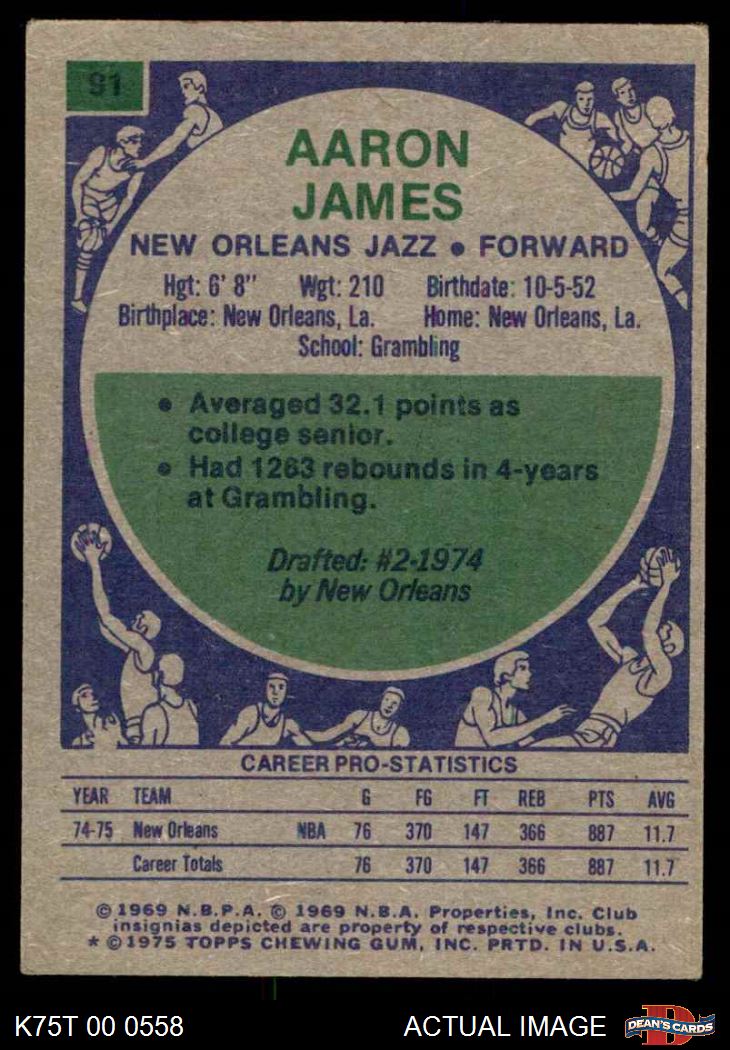 91
AARON
JAMES
NEW ORLEANS JAZZ • FORWARD
Hgt: 6' 8" Wgt: 210 Birthdate: 10-5-52
Birthplace: New Orleans, La. Home: New Orleans, La.
School: Grambling
• Averaged 32.1 points as
college senior.
• Had 1263 rebounds in 4-years
at Grambling.
Drafted: #2-1974
by New Orleans
CAREER PRO-STATISTICS
YEAR TEAM G FG FT REB PTS AVG
74-75 New Orleans NBA 76 370 147 366 887 11.7
Career Totals 76 370 147 366 887 11.7
© 1969 N.B.P.A. © 1969 N.B.A. Properties, Inc. Club
insignias depicted are property of respective clubs.
* © 1975 TOPPS CHEWING GUM, INC. PRTD. IN U.S.A.
K75T 00 0558 ACTUAL IMAGE D DEAN'S CARDS